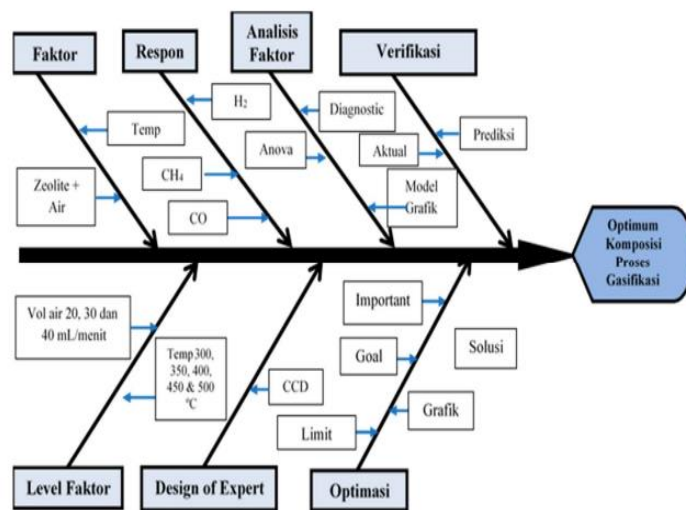 Faktor
Respon
Analisis
Faktor
Verifikasi
Temp
Zeolite +
Air
H₂
CH₄
CO
Diagnostic
Anova
Model
Grafik
Prediksi
Aktual
Optimum
Komposisi
Proses
Gasifikasi
Vol air 20, 30 dan
40 mL/menit
Temp300,
350, 400,
450 & 500
°C
CCD
Important
Goal
Limit
Solusi
Grafik
Level Faktor
Design of Expert
Optimasi